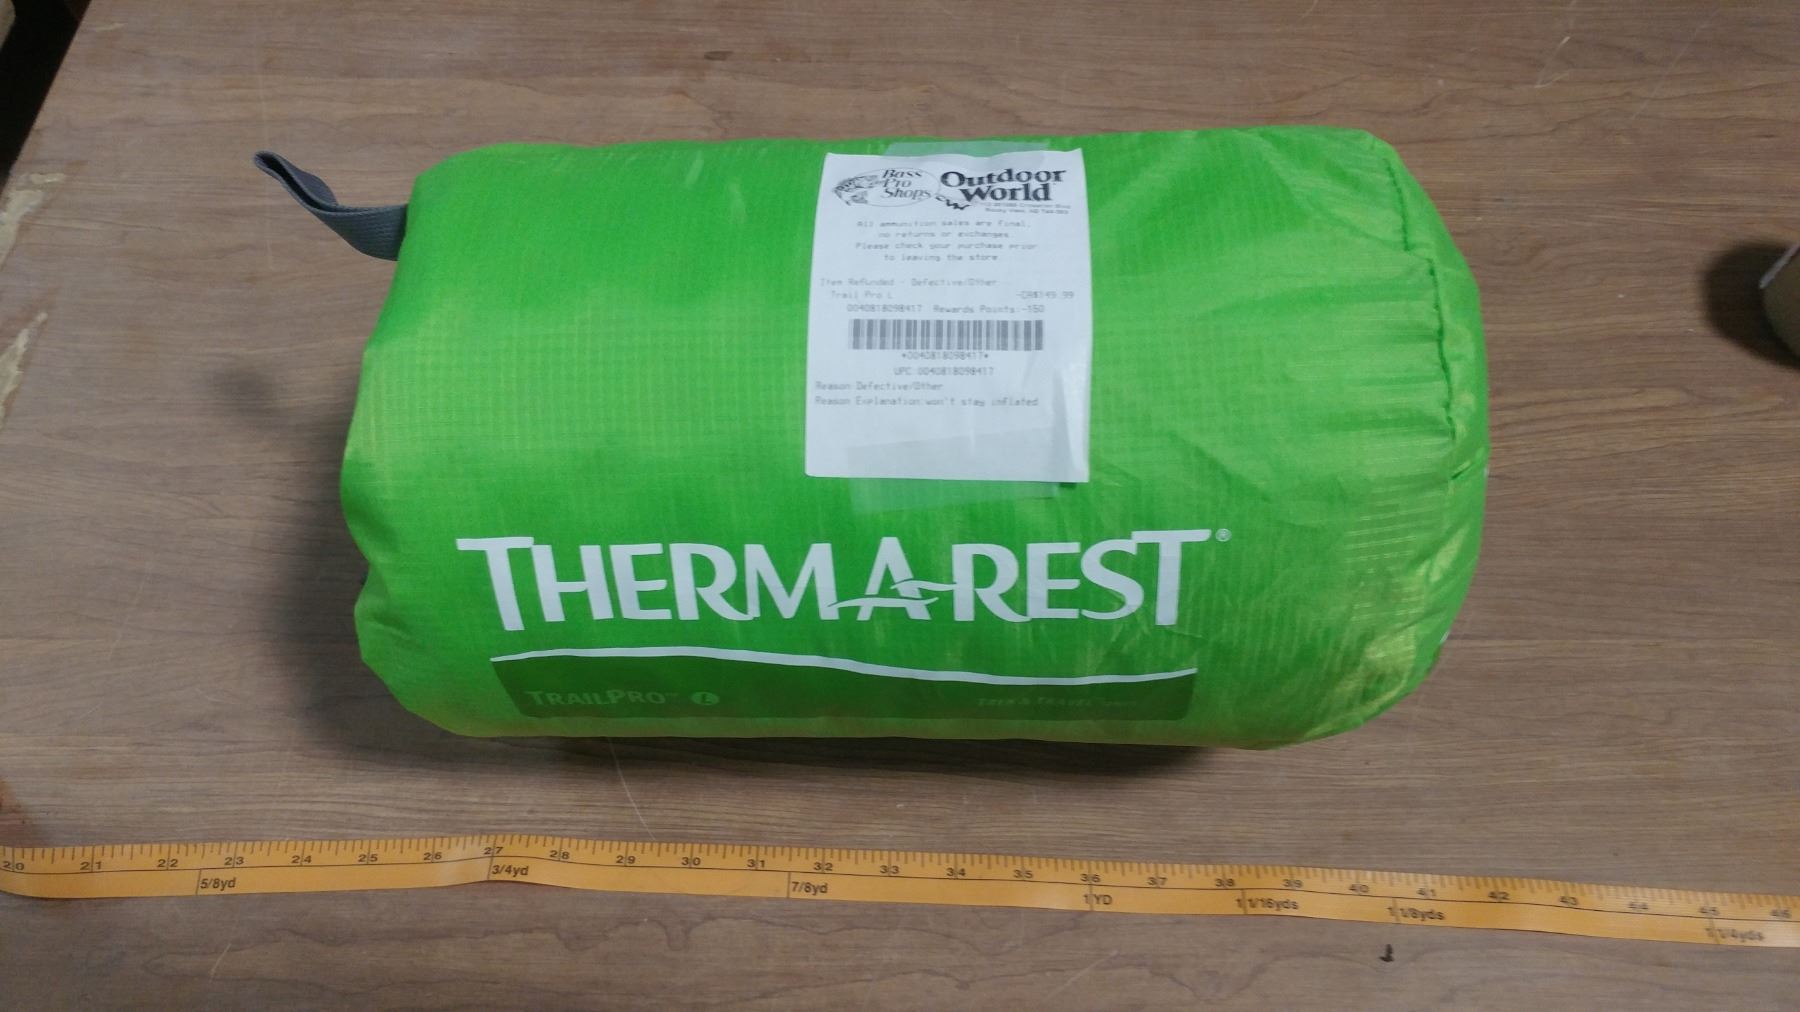 Bass
Pro
Shops
Outdoor
World
All ammunition sales are final,
no returns or exchanges.
Please check your purchase prior
to leaving the store
Item Refunded - Defective/Other
Trail Pro L -CA$149.99
0040818098417 Rewards Points:-150
*0040818098417*
UPC:0040818098417
Reason:Defective/Other
Reason Explanation:won't stay inflated
THERMAREST®
TRAILPRO™ L
TREK & TRAVEL
20 21 22 23 24 25 26 27 28 29 30 31 32 33 34 35 36 37 38 39 40 41 42 43 44 45 46
5/8yd 3/4yd 7/8yd 1YD 1 1/16yds 1 1/8yds 1 1/4yds